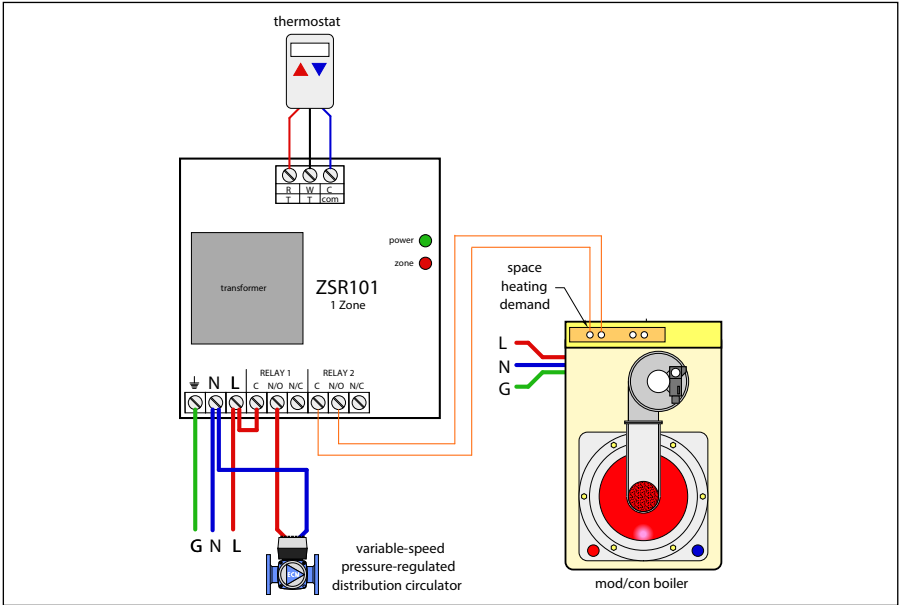 thermostat
R W C
T T com
power
zone
transformer
ZSR101
1 Zone
space
heating
demand
L
N
G
RELAY 1 RELAY 2
N L C N/O N/C C N/O N/C
G N L
ECM
variable-speed
pressure-regulated
distribution circulator
mod/con boiler